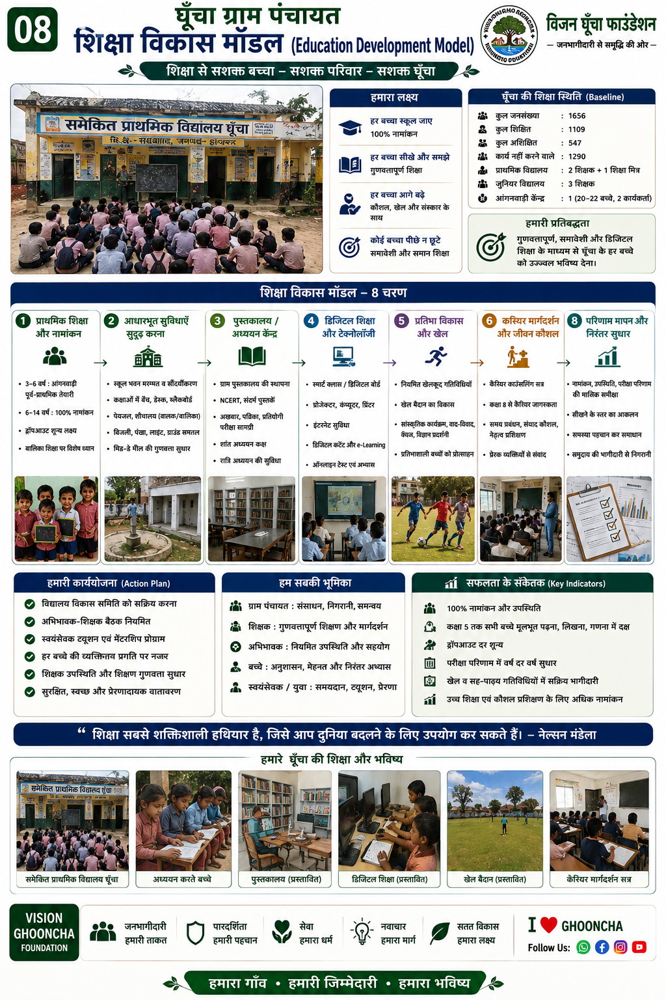 08
घूँचा ग्राम पंचायत
शिक्षा विकास मॉडल (Education Development Model)
शिक्षा से सशक्त बच्चा – सशक्त परिवार – सशक्त घूँचा
विजन घूँचा फाउंडेशन
— जनभागीदारी से समृद्धि की ओर —
समेकित प्राथमिक विद्यालय घूँचा
हमारा लक्ष्य
हर बच्चा स्कूल जाए
100% नामांकन
हर बच्चा सीखे और समझे
गुणवतापूर्ण शिक्षा
हर बच्चा आगे बढ़े
कौशल, खेल और संस्कार के
साथ
कोई बच्चा पीछे न छूटे
समावेशी और समान शिक्षा
घूँचा की शिक्षा स्थिति (Baseline)
कुल जनसंख्या : 1656
कुल शिक्षित : 1109
कुल अशिक्षित : 547
कार्य नहीं करने वाले : 1290
प्राथमिक विद्यालय : 2 शिक्षक + 1 शिक्षा मित्र
जुनियर विद्यालय : 3 शिक्षक
आंगनवाड़ी केंन्द्र : 1 (20–22 बच्चे, 2 कार्यकर्ता)
हमारी प्रतिबद्धता
गुणवत्तापूर्ण, समावेशी और डिजिटल
शिक्षा के माध्यम से घूँचा के हर बच्चे
को उज्ज्वल भविष्य देना।
शिक्षा विकास मॉडल – 8 चरण
1 प्राथमिक शिक्षा
और नामांकन
3–6 वर्ष : आंगनवाढ़ी
पूर्व-प्राथमिक तेयारी
6–14 वर्ष : 100% नामांकन
ड्रॉपआउट शून्य लक्ष्य
बालिका शिक्षा पर विशेष ध्यान
2 आधारभूत सुविधाएँ
सुदृढ़ करना
स्कूल भवन मरम्मत व सौंदर्यीकरण
कक्षाओं में बैंच, डेस्क, ब्लैकबोर्ड
पेयजल, शौचालय (बालक/बालिका)
बिजली, पंखा, लाइट, ग्राउंड समतल
मिड-डे मील की गुणवत्ता सुधार
3 पुस्तकालय /
अध्ययन केंन्द्र
ग्राम पुस्तकालय की स्थापना
NCERT, संदर्भ पुस्तकें
अखबार, पत्रिका, प्रतियोगी
परीक्षा सामग्री
शांत अध्ययन कक्ष
रात्रि अध्ययन की सुविधा
4 डिजिटल शिक्षा
और टेक्नोलॉजी
स्मार्ट क्लास / डिजिटल बोर्ड
प्रोजेक्टर, कंप्यूटर, प्रिंटर
इंटरनेट सुविधा
डिजिटल कटेंट और e-Learning
ऑनलाइन टेस्ट एवं अभ्यास
5 प्रतिभा विकास
और खेल
नियमित खेलकूद गतिविधियाँ
खेल बैदान का विकास
सांस्कृतिक कार्यक्रम, वाद-विवाद,
क्विज, विज्ञान प्रदर्शनी
प्रतिभाशाली बच्चों को प्रोत्साहन
6 कस्यिर मार्गदर्शन
और जीवन कौशल
कैरियर काउंसलिंग सत्र
कक्षा 8 से कैरियर जागरूकता
समय प्रबंधन, संवाद कौशल,
नेतृत्व प्रशिक्षण
प्रेरक व्यक्तियों से संवाद
8 परिणाम मापन और
निरंतर सुधार
नामांकन, उपस्थिति, परीक्षा परिणाम
की मासिक समीक्षा
सीखने के स्तर का आकलन
समस्या पहचान कर समाधान
समुदाय की भागीदारी से निगरानी
हमारी कार्ययोजना (Action Plan)
विद्यालय विकास समिति को सक्रिय करना
अभिभावक-शिक्षक बैठक नियमित
स्वयंसेवक ट्यूशन एवं मेंटरशिप प्रोग्राम
हर बच्चे की व्यक्तिगत प्रगति पर नजर
शिक्षक उपस्थिति और शिक्षण गुणवत्ता सुधार
सुरक्षित, स्वच्छ और प्रेरणादायक वातावरण
हम सबकी भूमिका
ग्राम पंचायत : संसाधन, निगरानी, समन्वय
शिक्षक : गुणवत्तापूर्ण शिक्षण और मार्गदर्शन
अभिभावक : नियमित उपस्थिति और सहयोग
बच्चे : अनुशासन, मेहनत और निरंतर अभ्यास
स्वयंसेवक / युवा : समयदान, ट्यूशन, प्रेरणा
सफलता के संकेतक (Key Indicators)
100% नामांकन और उपस्थिति
कक्षा 5 तक सभी बच्चे मूलभूत पढ़ना, लिखना, गणना में दक्ष
ड्रॉपआउट दर शून्य
परीक्षा परिणाम में वर्ष दर वर्ष सुधार
खेल व सह-पाठ्य गतिविधियों में सक्रिय भागीदारी
उच्च शिक्षा एवं कौशल प्रशिक्षण के लिए अधिक नामांकन
“ शिक्षा सबसे शक्तिशाली हथियार है, जिसे आप दुनिया बदलने के लिए उपयोग कर सकते हैं। – नेल्सन मंडेला
हमारे घूँचा की शिक्षा और भविष्य
समेकित प्राथमिक विद्यालय घूंचा
समेकित प्राथमिक विद्यालय घूंचा
अध्ययन करते बच्चे
पुस्तकालय (प्रस्तावित)
डिजिटल शिक्षा (प्रस्तावित)
खेल बैदान (प्रस्तावित)
केरियर मार्गदर्शन सत्र
VISION
GHOONCHA
FOUNDATION
जनभागीदारी
हमारी ताकत
पारदर्शिता
हमारी पहचान
सेवा
हमारा धर्म
नवाचार
हमारा मार्ग
सतत विकास
हमारा लक्ष्य
I GHOONCHA
Follow Us:
हमारा गाँव • हमारी जिम्मेदारी • हमारा भविष्य